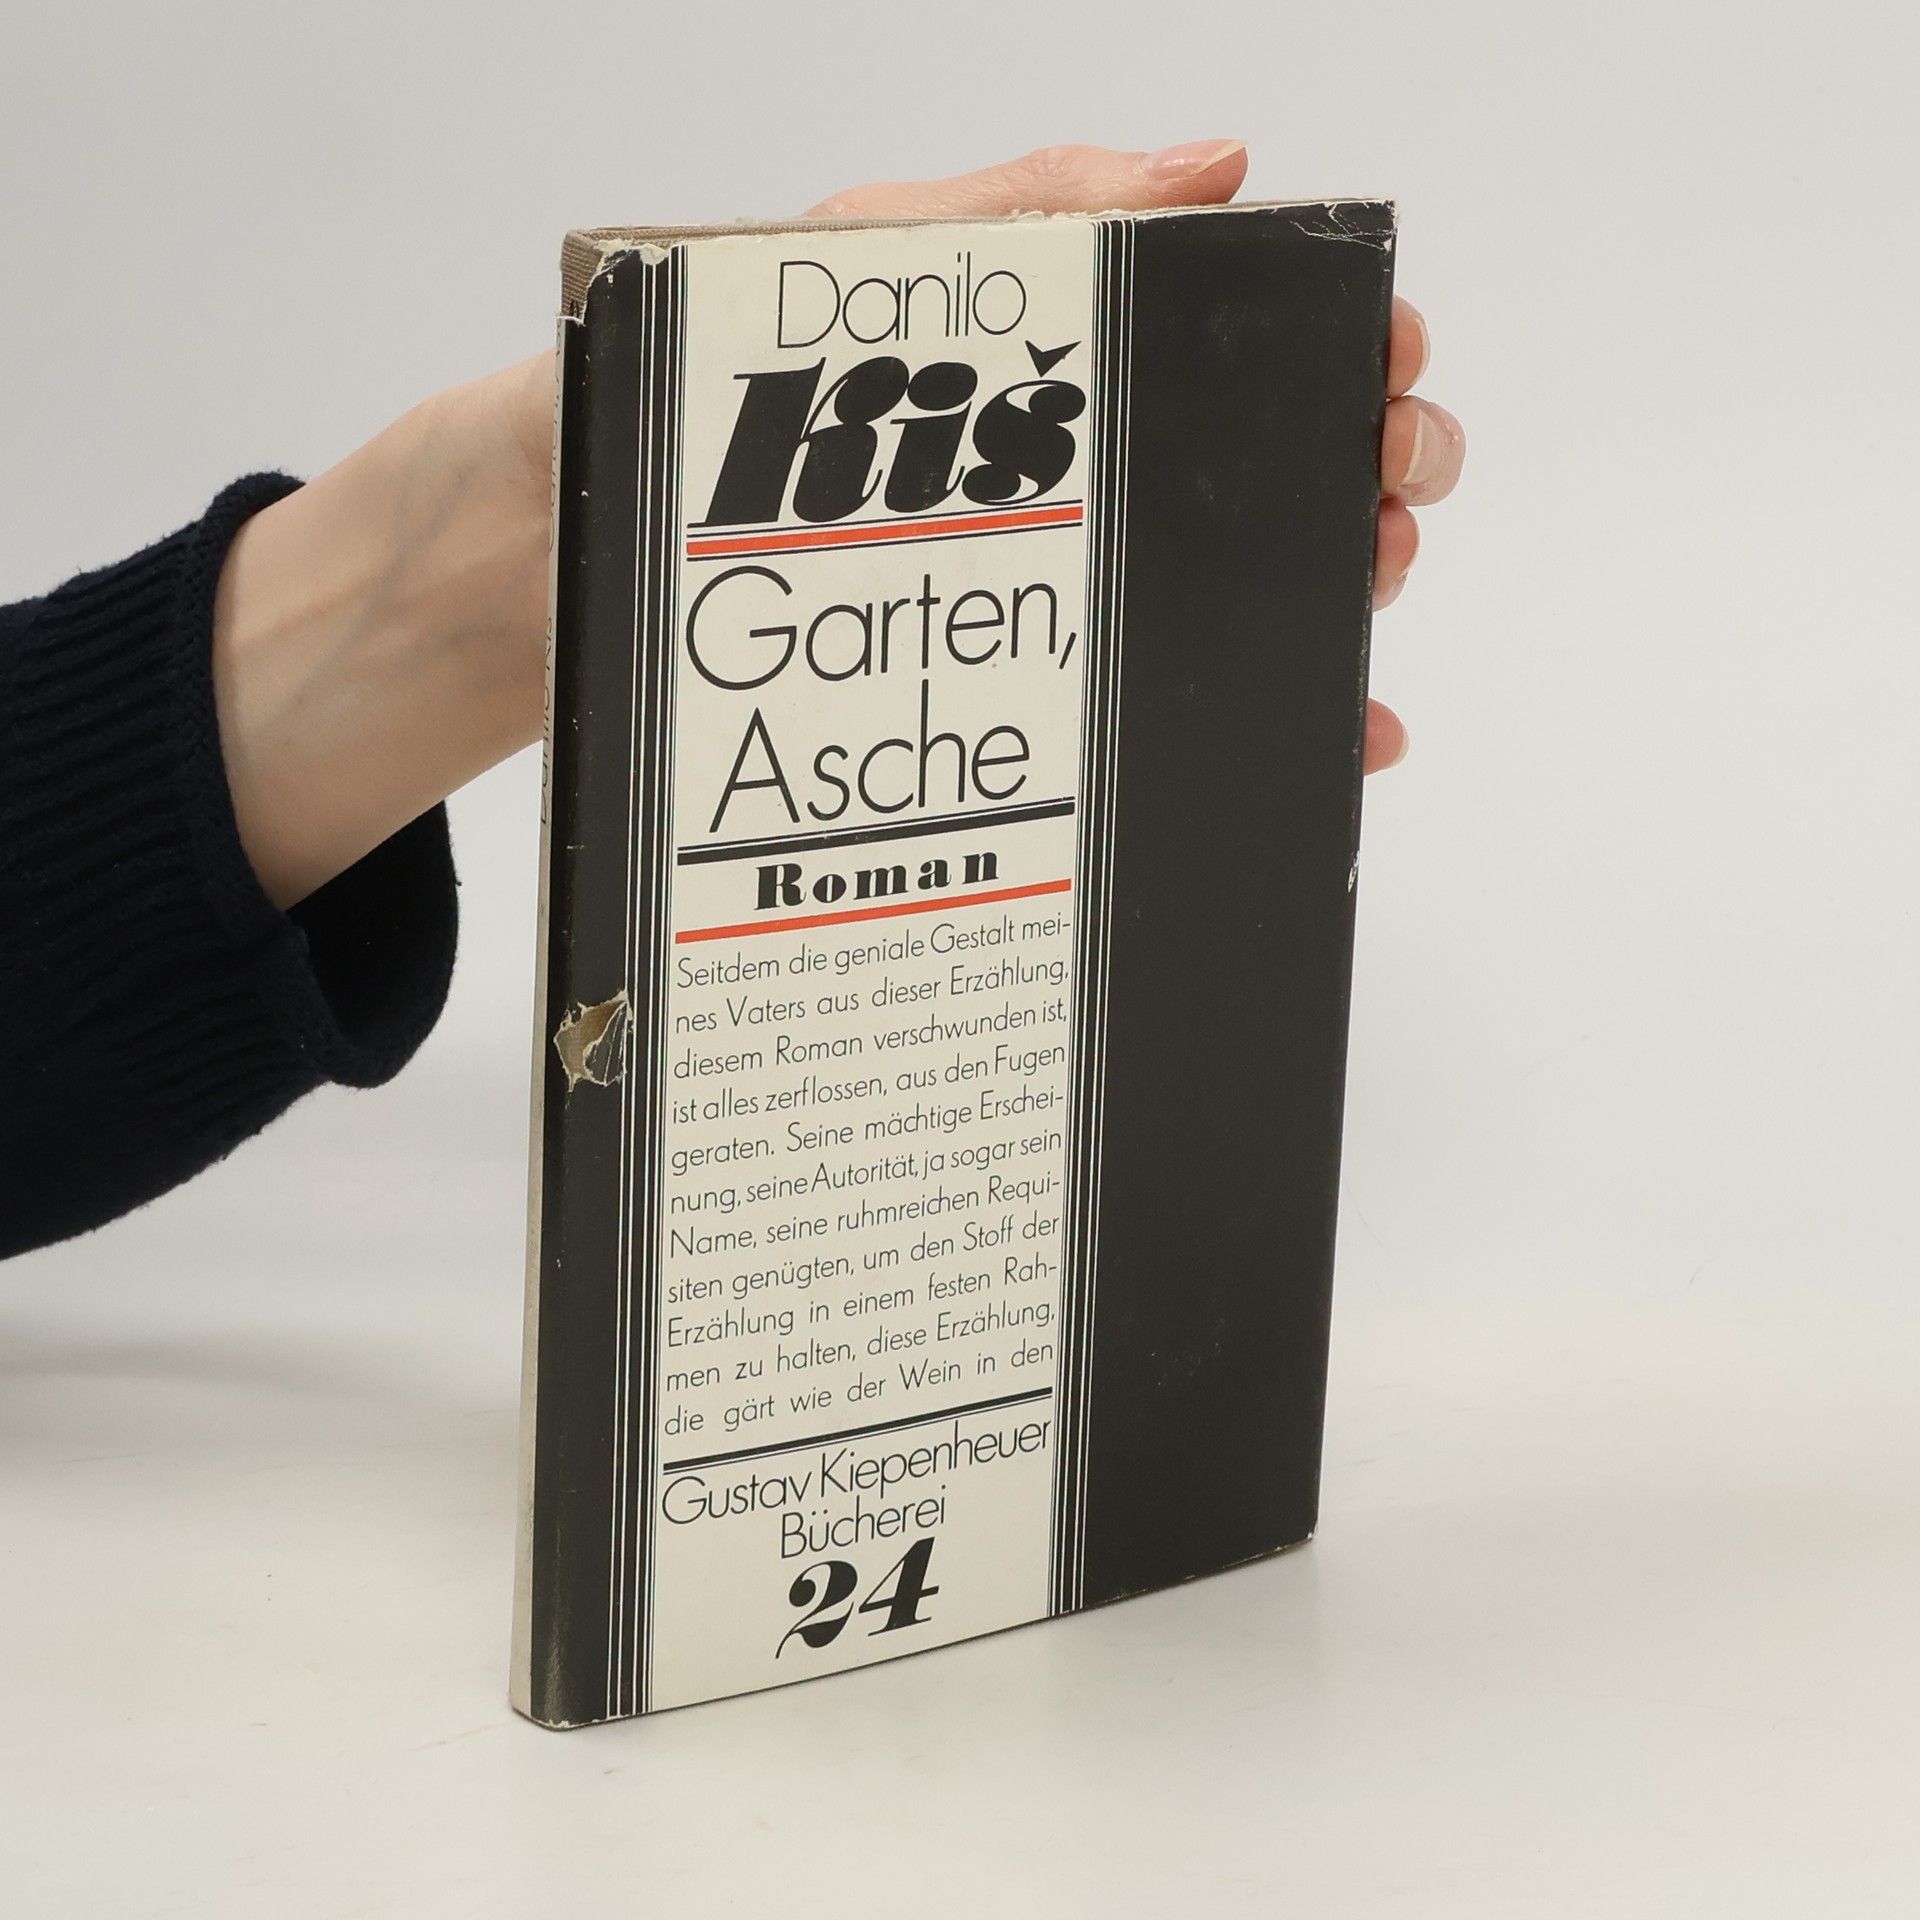 Danilo
Kiš
Garten,
Asche
Roman
Seitdem die geniale Gestalt mei-
nes Vaters aus dieser Erzählung,
diesem Roman verschwunden ist,
ist alles zerflossen, aus den Fugen
geraten. Seine mächtige Erschei-
nung, seine Autorität, ja sogar sein
Name, seine ruhmreichen Requi-
siten genügten, um den Stoff der
Erzählung in einem festen Rah-
men zu halten, diese Erzählung,
die gärt wie der Wein in den
Gustav Kiepenheuer
Bücherei
24
Danilo Kiš